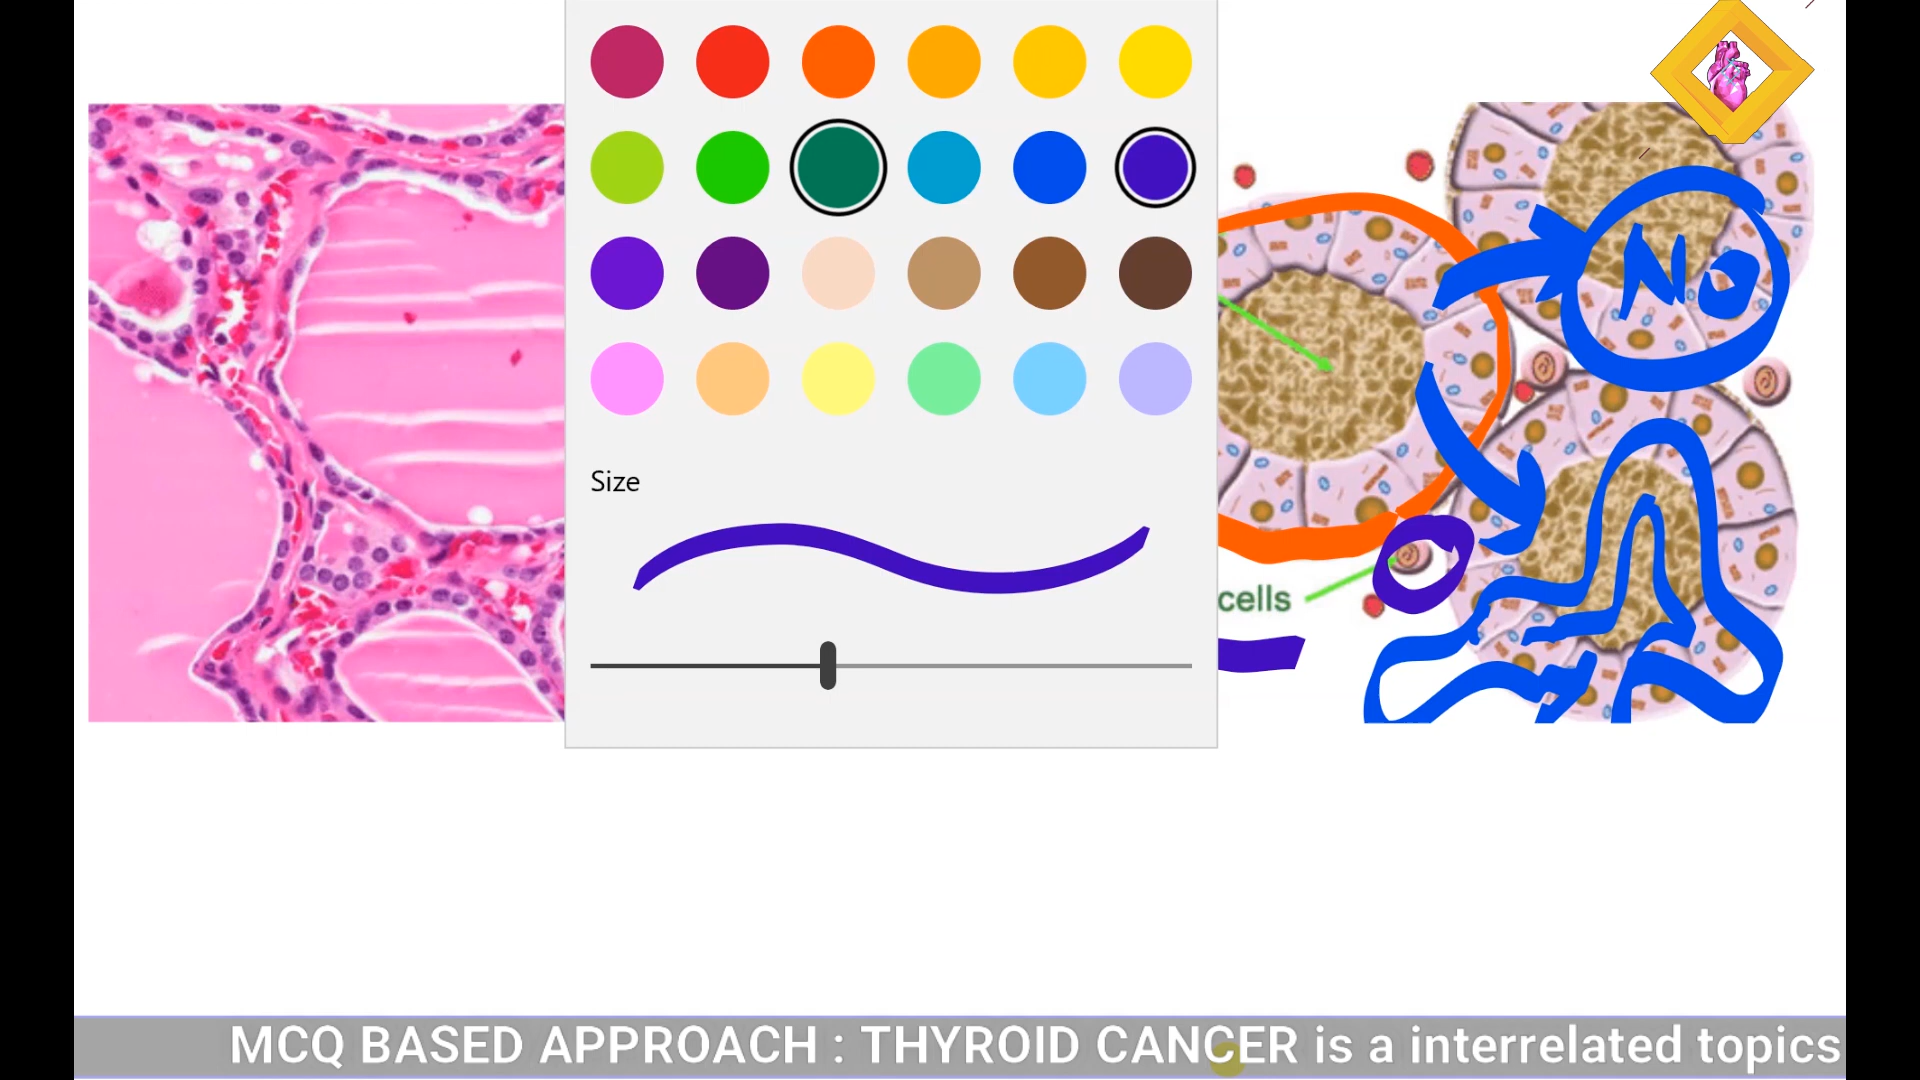 NO
Size
cells
MCQ BASED APPROACH : THYROID CANCER is a interrelated topics